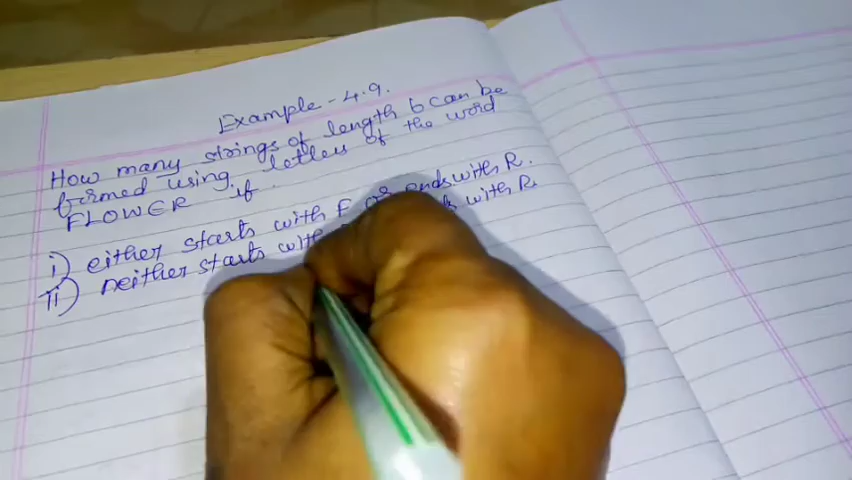 Example - 4.9.
How many strings of length 6 can be
formed using letters of the word
FLOWER if
i) either starts with F or ends with R.
ii) neither starts with with R.